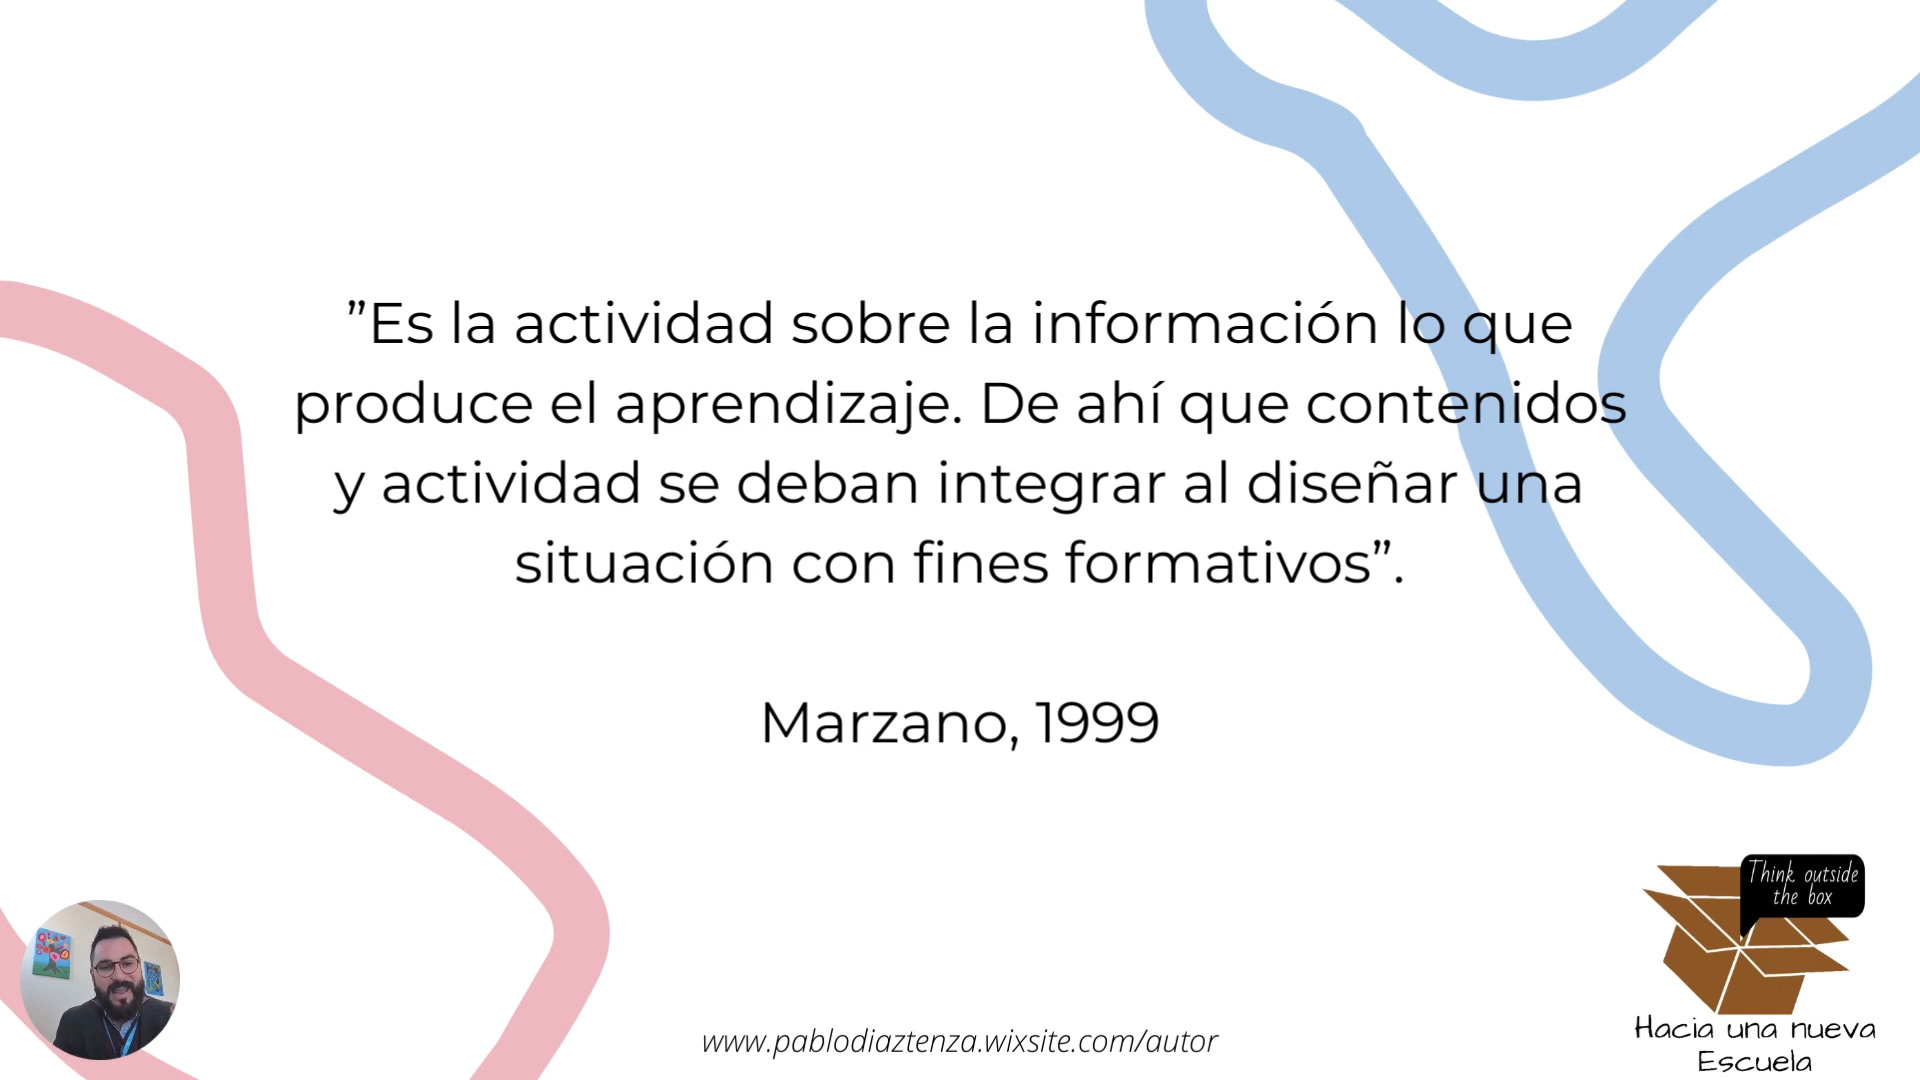 ”Es la actividad sobre la información lo que
produce el aprendizaje. De ahí que contenidos
y actividad se deban integrar al diseñar una
situación con fines formativos”.
Marzano, 1999
Think outside
the box
Hacia una nueva
Escuela
www.pablodiaztenza.wixsite.com/autor